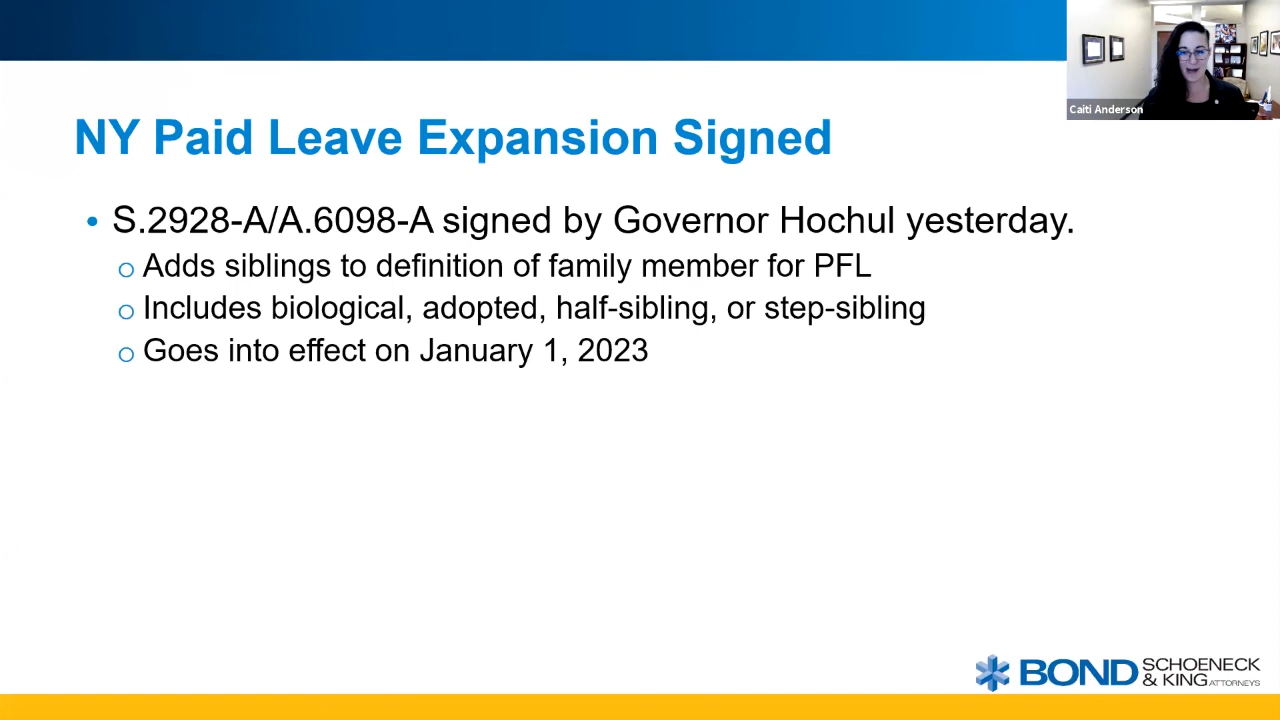 Caiti Anderson
NY Paid Leave Expansion Signed
• S.2928-A/A.6098-A signed by Governor Hochul yesterday.
o Adds siblings to definition of family member for PFL
o Includes biological, adopted, half-sibling, or step-sibling
o Goes into effect on January 1, 2023
BOND SCHOENECK
& KING ATTORNEYS